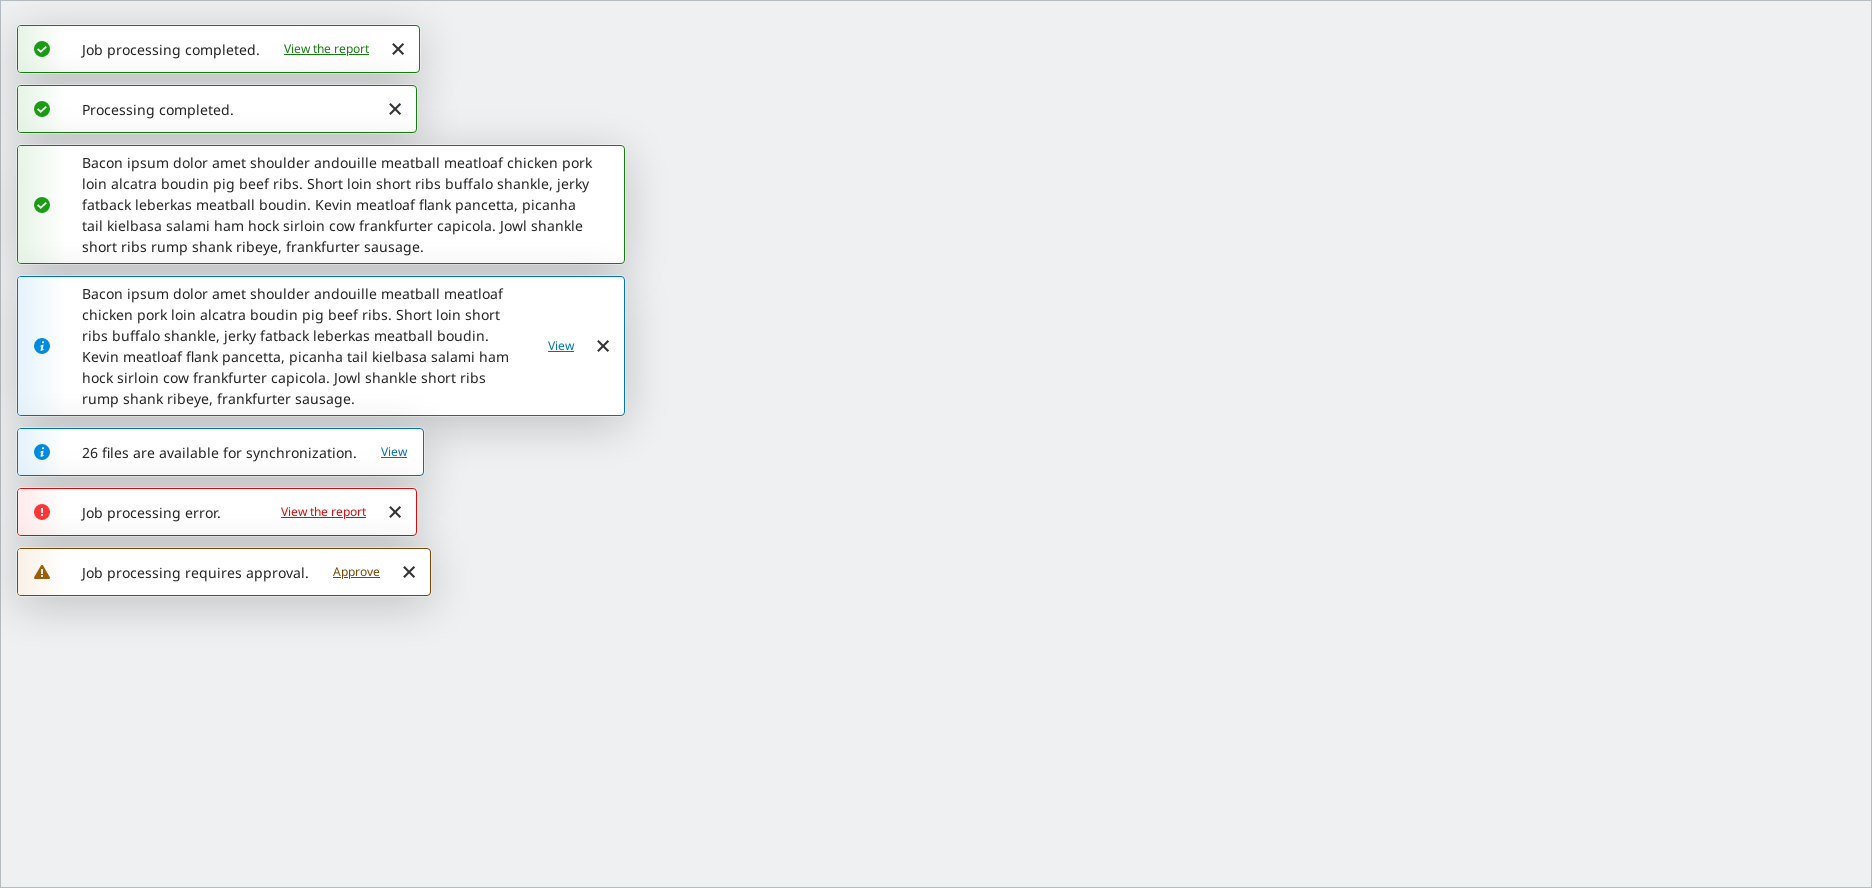 Job processing completed. View the report
Processing completed.
Bacon ipsum dolor amet shoulder andouille meatball meatloaf chicken pork
loin alcatra boudin pig beef ribs. Short loin short ribs buffalo shankle, jerky
fatback leberkas meatball boudin. Kevin meatloaf flank pancetta, picanha
tail kielbasa salami ham hock sirloin cow frankfurter capicola. Jowl shankle
short ribs rump shank ribeye, frankfurter sausage.
Bacon ipsum dolor amet shoulder andouille meatball meatloaf
chicken pork loin alcatra boudin pig beef ribs. Short loin short
ribs buffalo shankle, jerky fatback leberkas meatball boudin.
Kevin meatloaf flank pancetta, picanha tail kielbasa salami ham
hock sirloin cow frankfurter capicola. Jowl shankle short ribs
rump shank ribeye, frankfurter sausage.
View
26 files are available for synchronization. View
Job processing error. View the report
Job processing requires approval. Approve